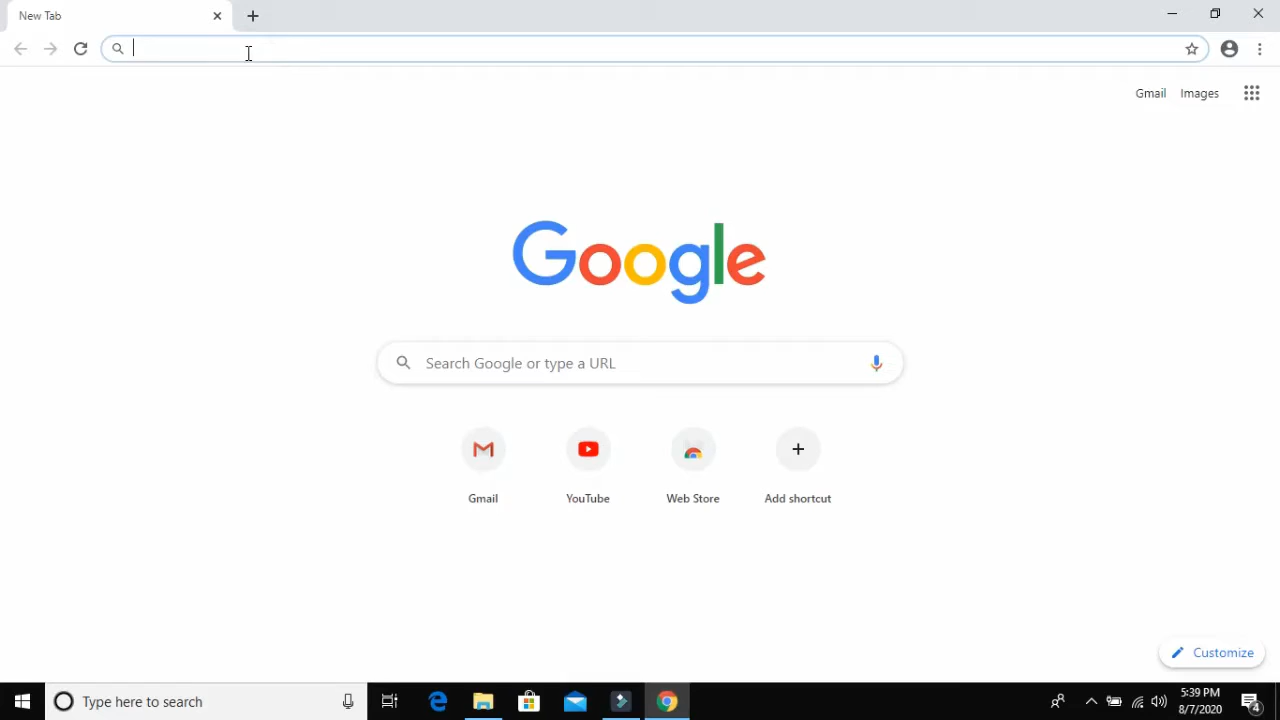 New Tab
Gmail Images
Google
Search Google or type a URL
Gmail YouTube Web Store Add shortcut
Customize
Type here to search
5:39 PM
8/7/2020
4